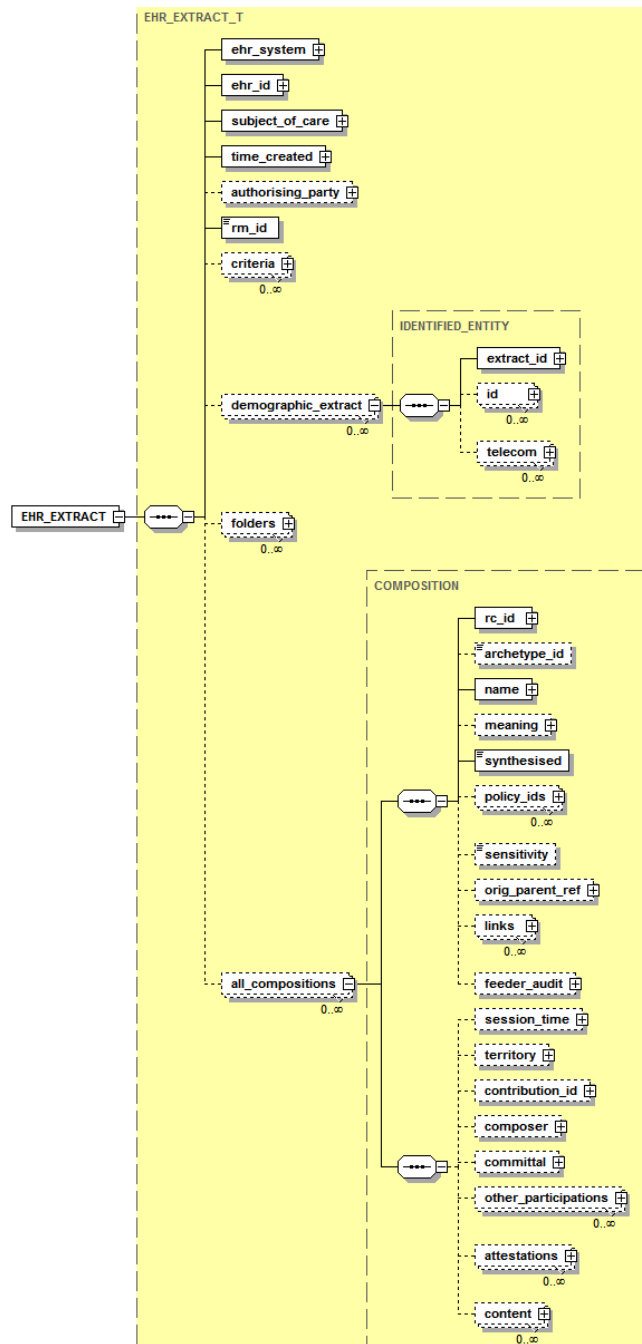 EHR_EXTRACT_T
ehr_system
ehr_id
subject_of_care
time_created
authorising_party
rm_id
criteria
0..∞
IDENTIFIED_ENTITY
extract_id
id
0..∞
telecom
0..∞
demographic_extract
0..∞
EHR_EXTRACT
folders
0..∞
COMPOSITION
rc_id
archetype_id
name
meaning
synthesised
policy_ids
0..∞
sensitivity
orig_parent_ref
links
0..∞
feeder_audit
all_compositions
0..∞
session_time
territory
contribution_id
composer
committal
other_participations
0..∞
attestations
0..∞
content
0..∞